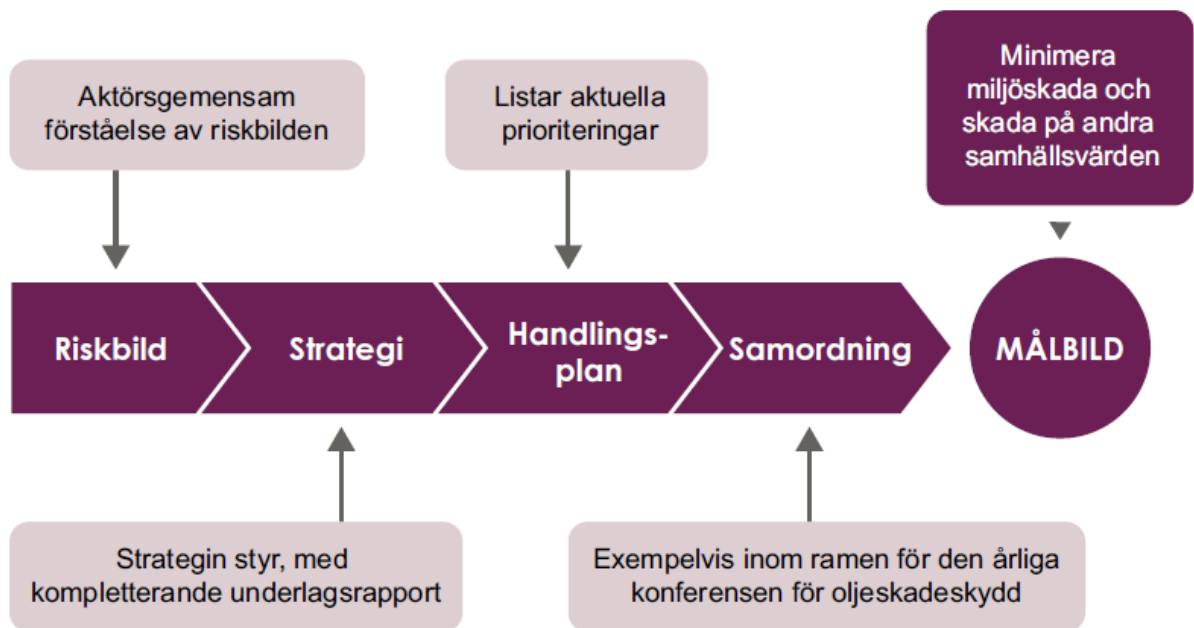 Aktörsgemensam
förståelse av riskbilden
Listar aktuella
prioriteringar
Minimera
miljöskada och
skada på andra
samhällsvärden
Riskbild
Strategi
Handlings-
plan
Samordning
MÅLBILD
Strategin styr, med
kompletterande underlagsrapport
Exempelvis inom ramen för den årliga
konferensen för oljeskadeskydd